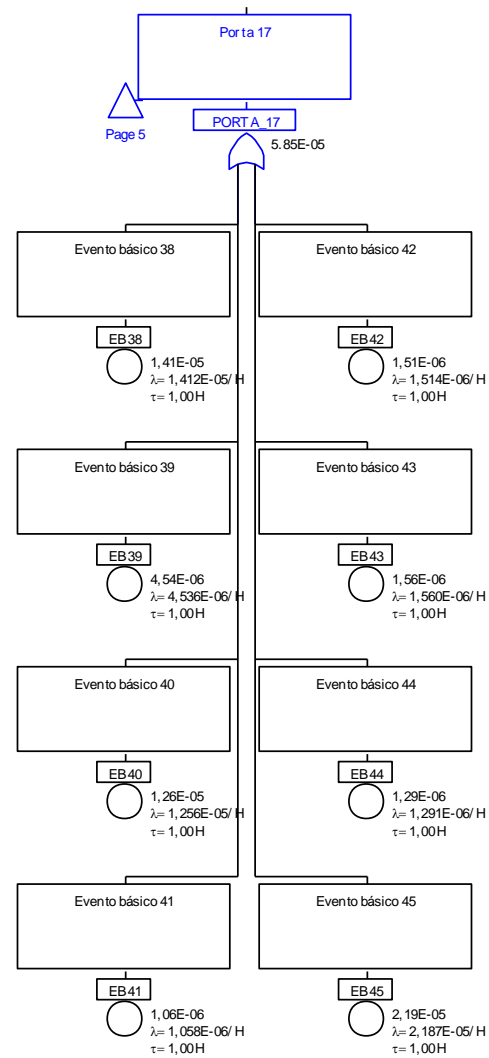 Porta 17
Page 5
PORTA_17
5.85E-05
Evento básico 38
EB38
1,41E-05
λ= 1,412E-05/ H
τ= 1,00H
Evento básico 42
EB42
1,51E-06
λ= 1,514E-06/ H
τ= 1,00H
Evento básico 39
EB39
4,54E-06
λ= 4,536E-06/ H
τ= 1,00H
Evento básico 43
EB43
1,56E-06
λ= 1,560E-06/ H
τ= 1,00H
Evento básico 40
EB40
1,26E-05
λ= 1,256E-05/ H
τ= 1,00H
Evento básico 44
EB44
1,29E-06
λ= 1,291E-06/ H
τ= 1,00H
Evento básico 41
EB41
1,06E-06
λ= 1,058E-06/ H
τ= 1,00H
Evento básico 45
EB45
2,19E-05
λ= 2,187E-05/ H
τ= 1,00H